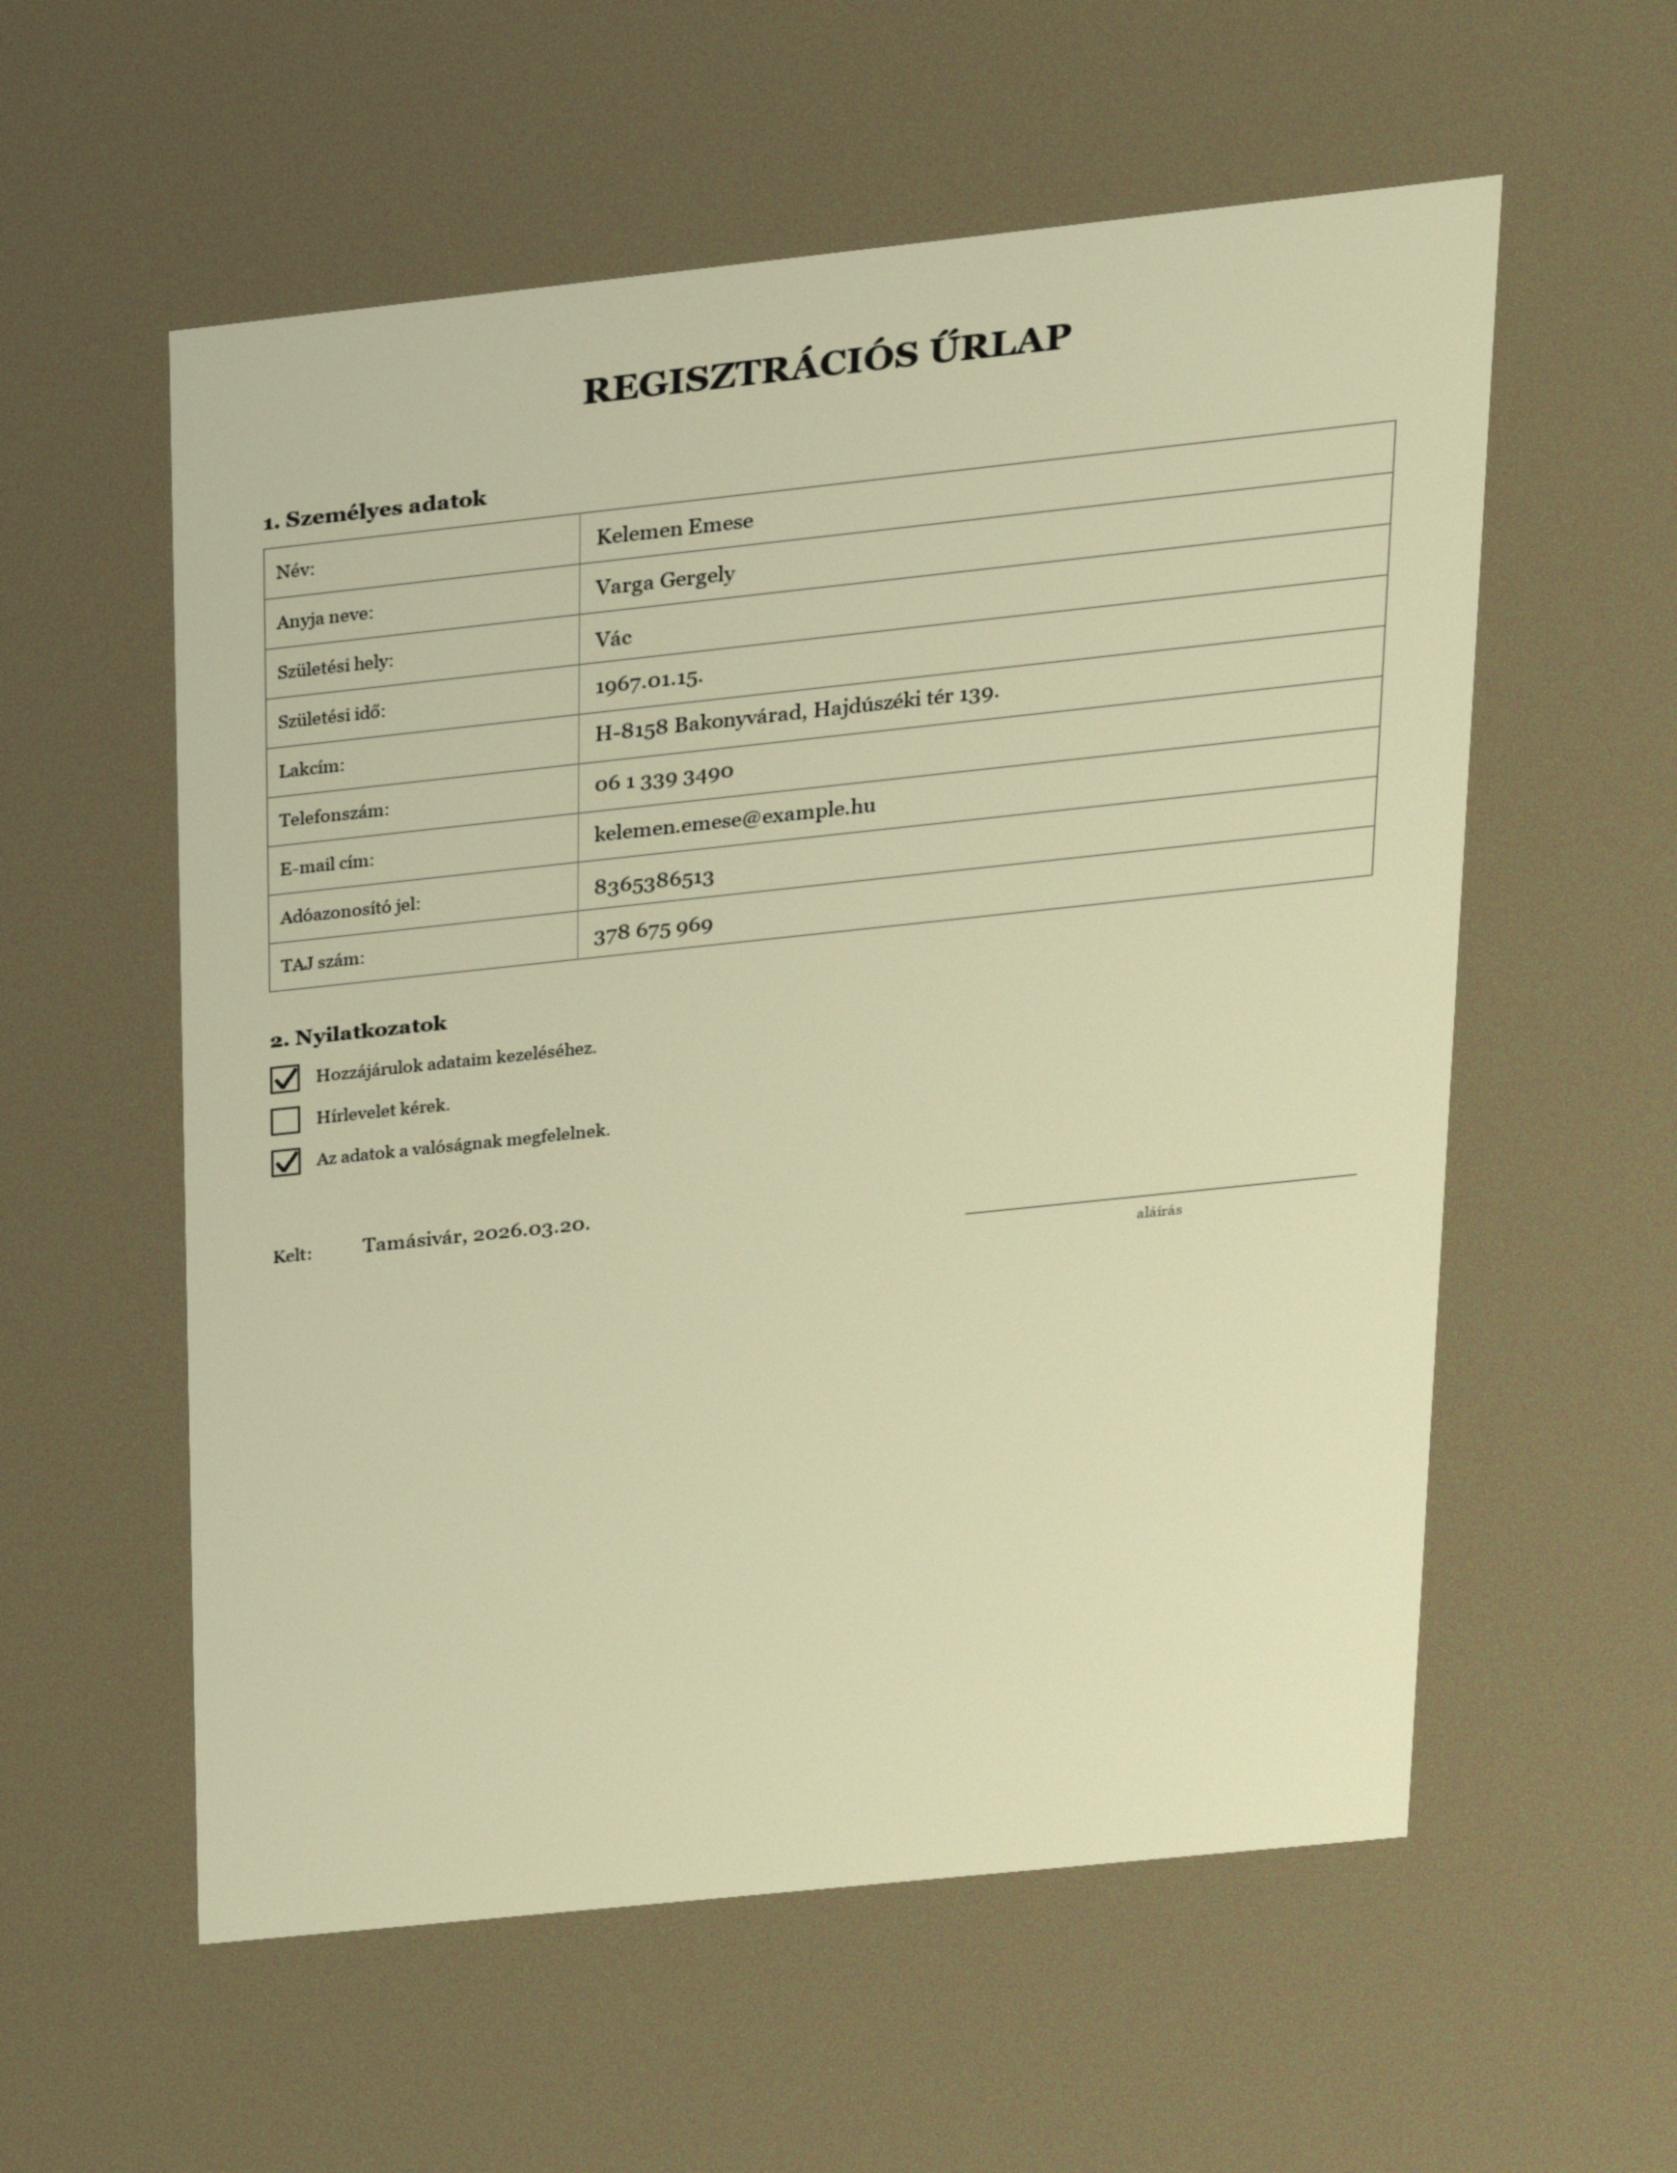 REGISZTRÁCIÓS ŰRLAP
1. Személyes adatok
Név: Kelemen Emese
Anyja neve: Varga Gergely
Születési hely: Vác
Születési idő: 1967.01.15.
Lakcím: H-8158 Bakonyvárad, Hajdúszéki tér 139.
Telefonszám: 06 1 339 3490
E-mail cím: kelemen.emese@example.hu
Adóazonosító jel: 8365386513
TAJ szám: 378 675 969
2. Nyilatkozatok
Hozzájárulok adataim kezeléséhez.
Hírlevelet kérek.
Az adatok a valóságnak megfelelnek.
Kelt: Tamásivár, 2026.03.20.
aláírás